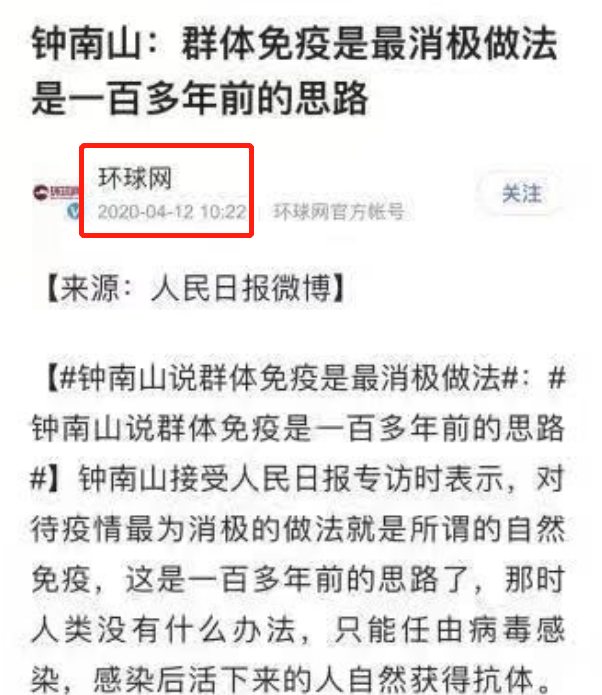 钟南山：群体免疫是最消极做法
是一百多年前的思路
环球网
环球网
2020-04-12 10:22
环球网官方帐号
关注
【来源：人民日报微博】
【#钟南山说群体免疫是最消极做法#：#
钟南山说群体免疫是一百多年前的思路
#】钟南山接受人民日报专访时表示，对
待疫情最为消极的做法就是所谓的自然
免疫，这是一百多年前的思路了，那时
人类没有什么办法，只能任由病毒感
染，感染后活下来的人自然获得抗体。